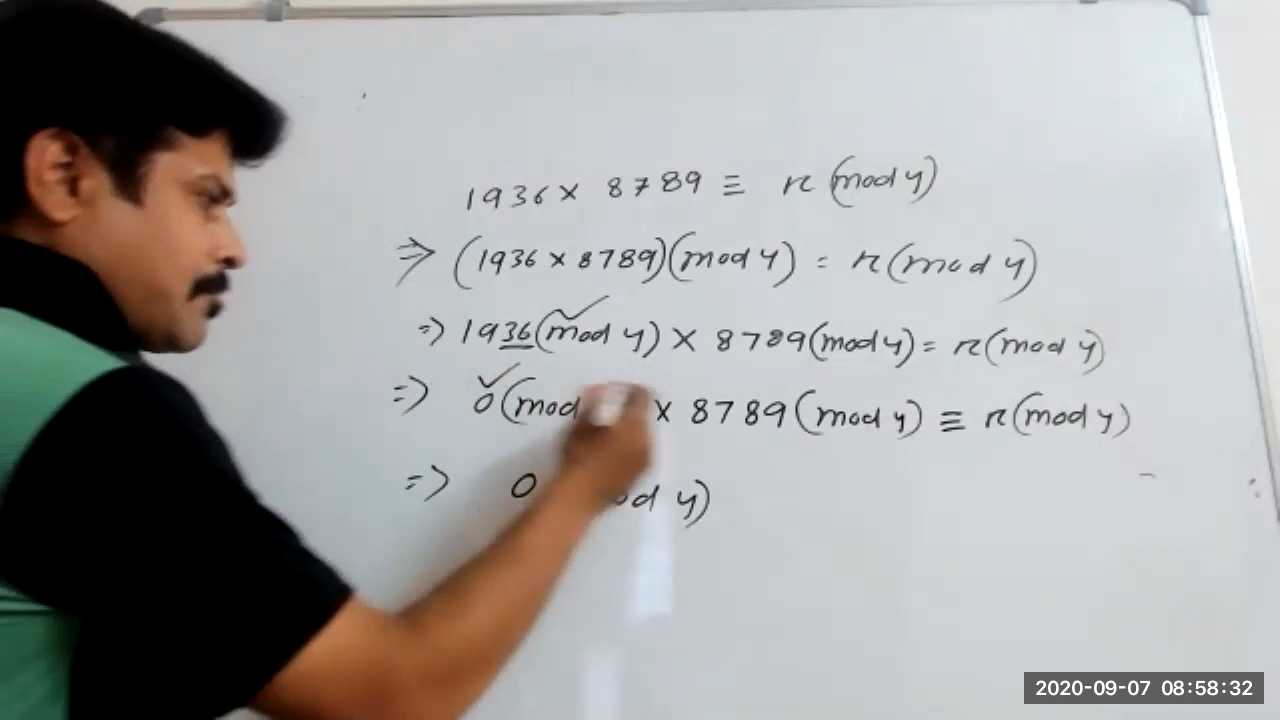 1936 × 8789 ≡ r (mod 4)
⇒ (1936 × 8789)(mod 4) = r (mod 4)
⇒ 1936 (mod 4) × 8789 (mod 4) = r (mod 4)
⇒ 0 (mod × 8789 (mod 4) ≡ r (mod 4)
⇒ 0 od 4)
2020-09-07 08:58:32